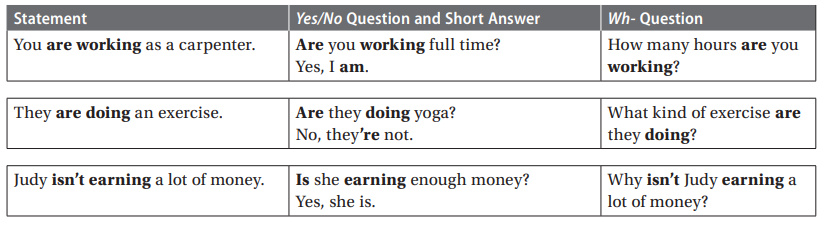 Statement
Yes/No Question and Short Answer
Wh- Question
You are working as a carpenter.
Are you working full time?
Yes, I am.
How many hours are you
working?
They are doing an exercise.
Are they doing yoga?
No, they're not.
What kind of exercise are
they doing?
Judy isn't earning a lot of money.
Is she earning enough money?
Yes, she is.
Why isn't Judy earning a
lot of money?